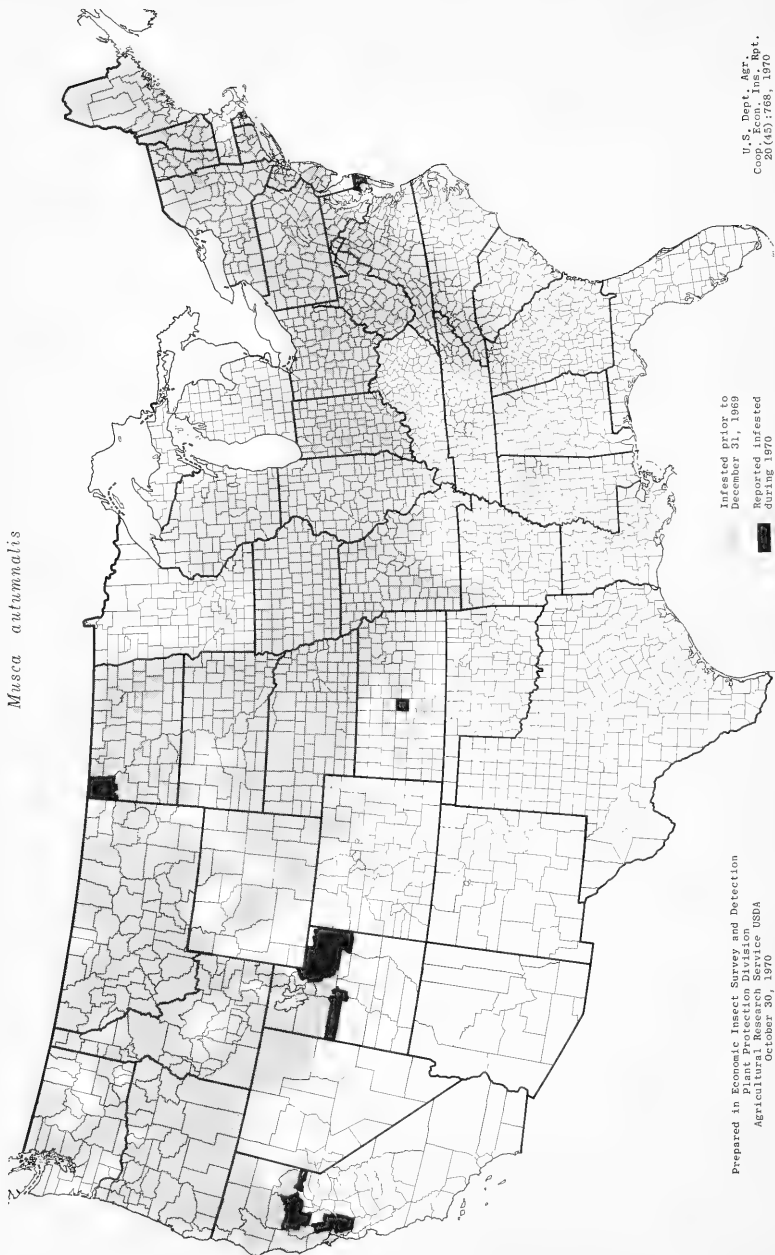 Musca autumnalis
Infested prior to
December 31, 1969
Reported infested
during 1970
Prepared in Economic Insect Survey and Detection
Plant Protection Division
Agricultural Research Service USDA
October 30, 1970
U.S. Dept. Agr.
Coop. Econ. Ins. Rpt.
20(45):768, 1970